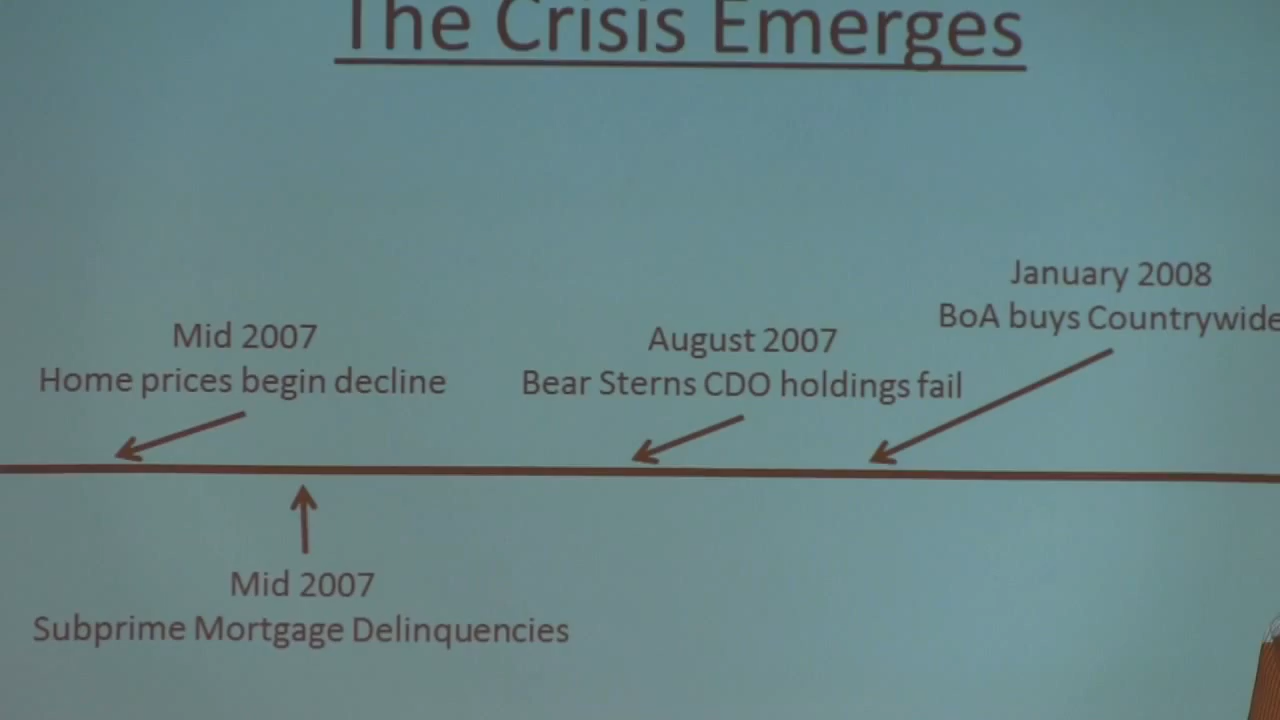 The Crisis Emerges
January 2008
BoA buys Countrywide
Mid 2007
Home prices begin decline
August 2007
Bear Sterns CDO holdings fail
Mid 2007
Subprime Mortgage Delinquencies